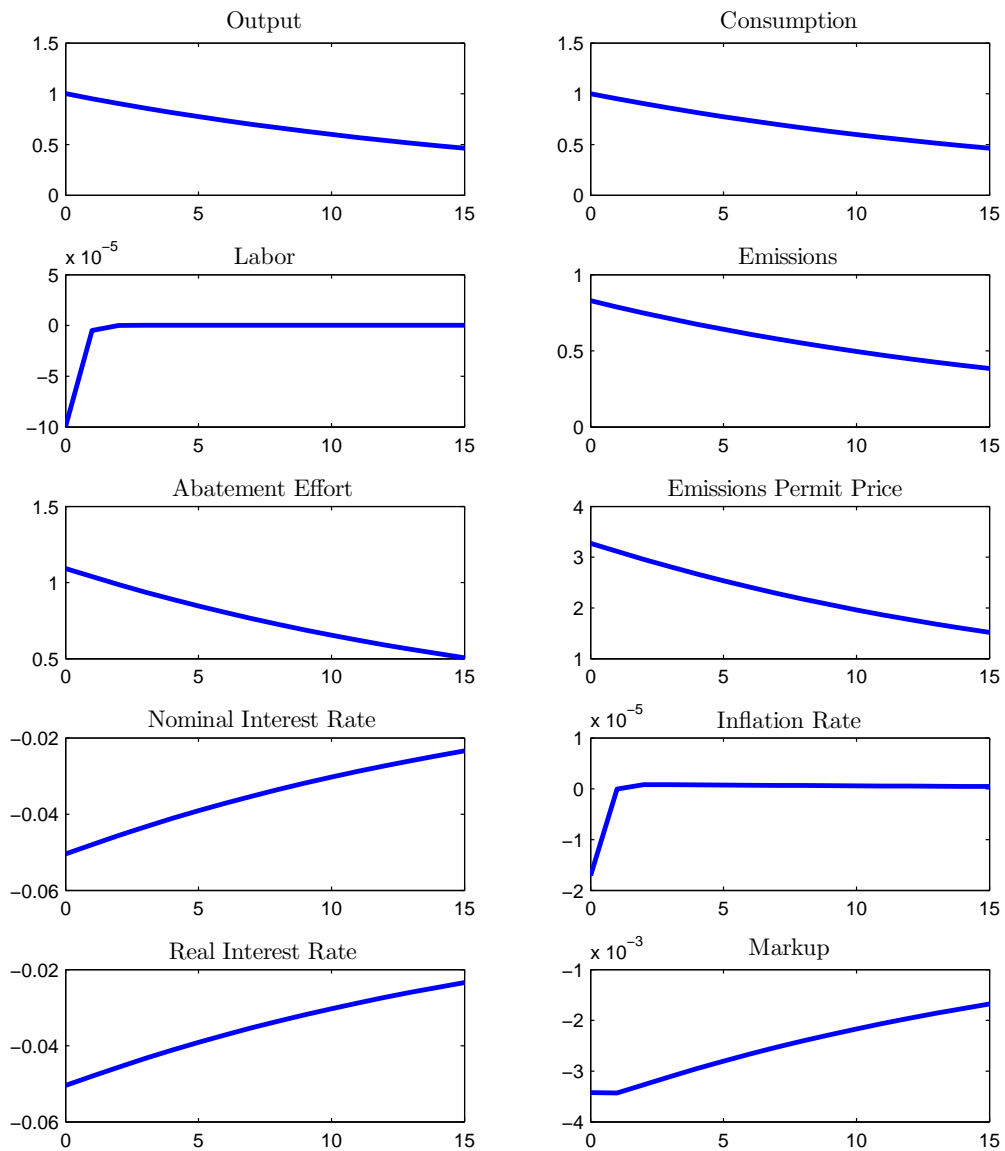 Output
1.5
1
0.5
0
0 5 10 15
Consumption
1.5
1
0.5
0
0 5 10 15
Labor
x 10−5
5
0
−5
−10
0 5 10 15
Emissions
1
0.5
0
0 5 10 15
Abatement Effort
1.5
1
0.5
0 5 10 15
Emissions Permit Price
4
3
2
1
0 5 10 15
Nominal Interest Rate
−0.02
−0.04
−0.06
0 5 10 15
Inflation Rate
x 10−5
1
0
−1
−2
0 5 10 15
Real Interest Rate
−0.02
−0.04
−0.06
0 5 10 15
Markup
x 10−3
−1
−2
−3
−4
0 5 10 15